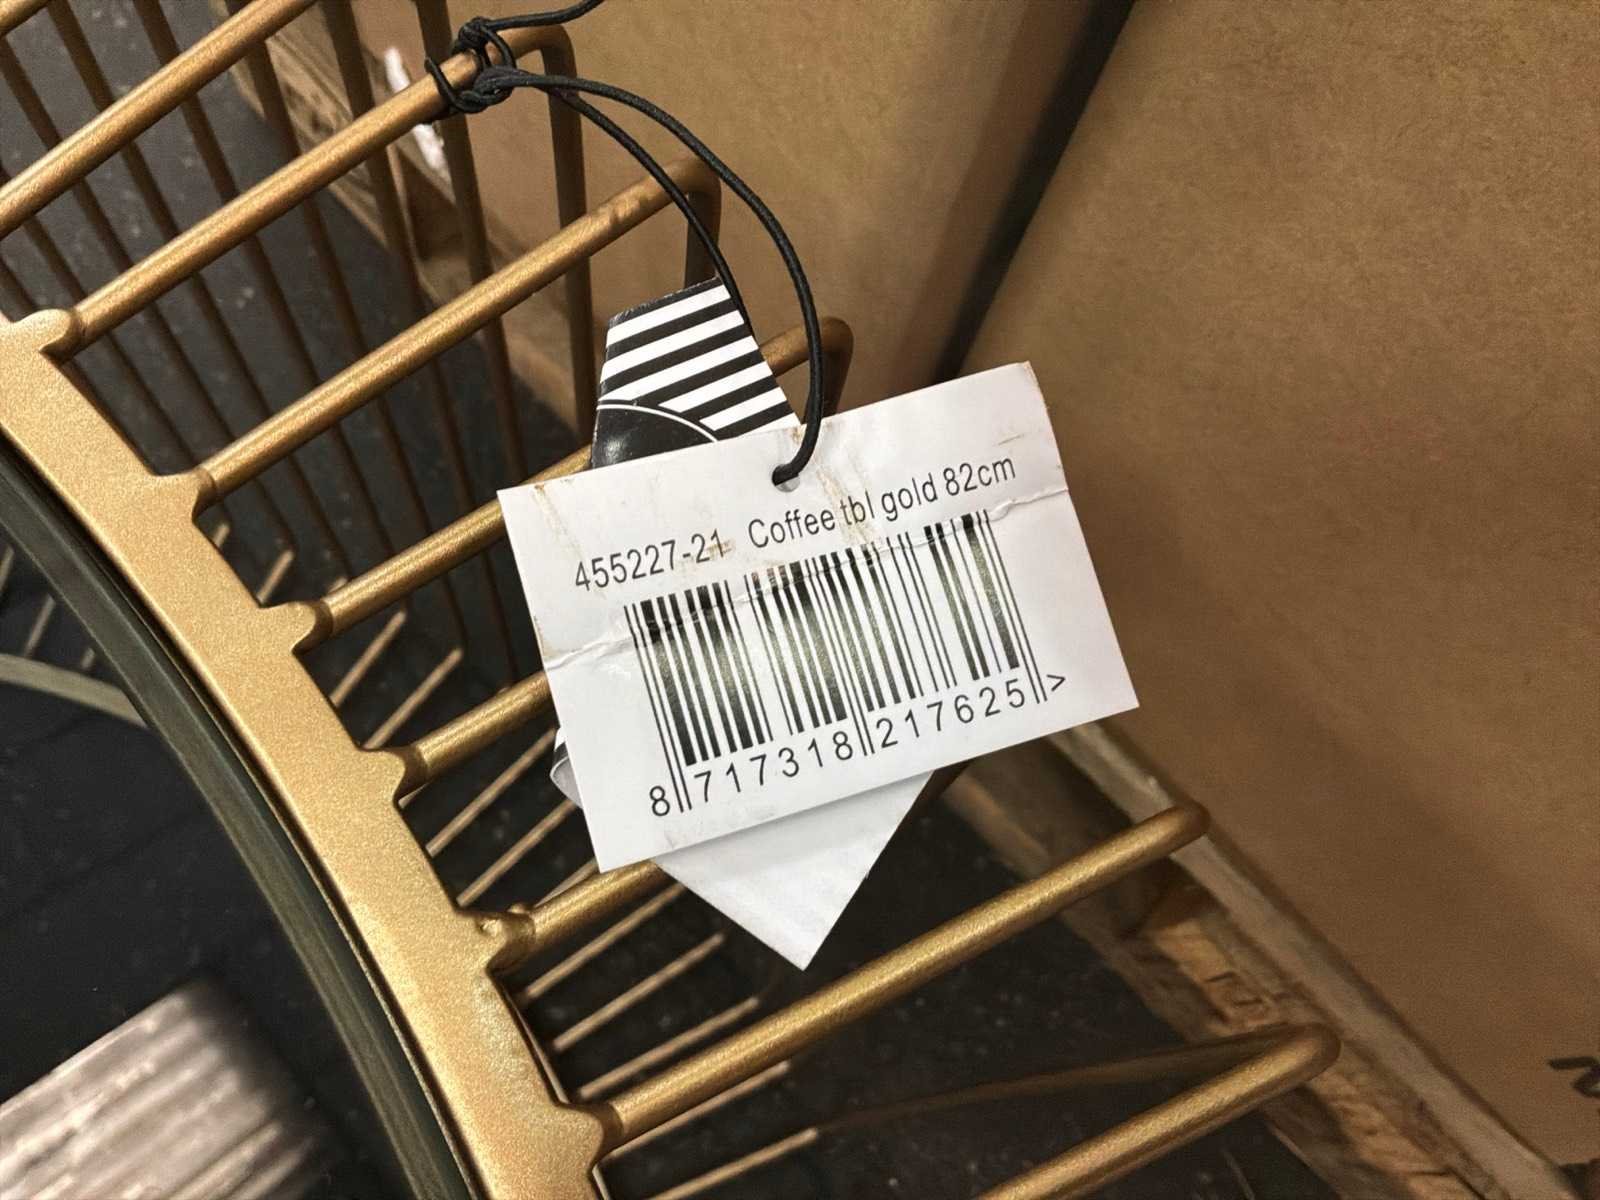 455227-21 Coffee tbl gold 82cm
8 717318 217625 >